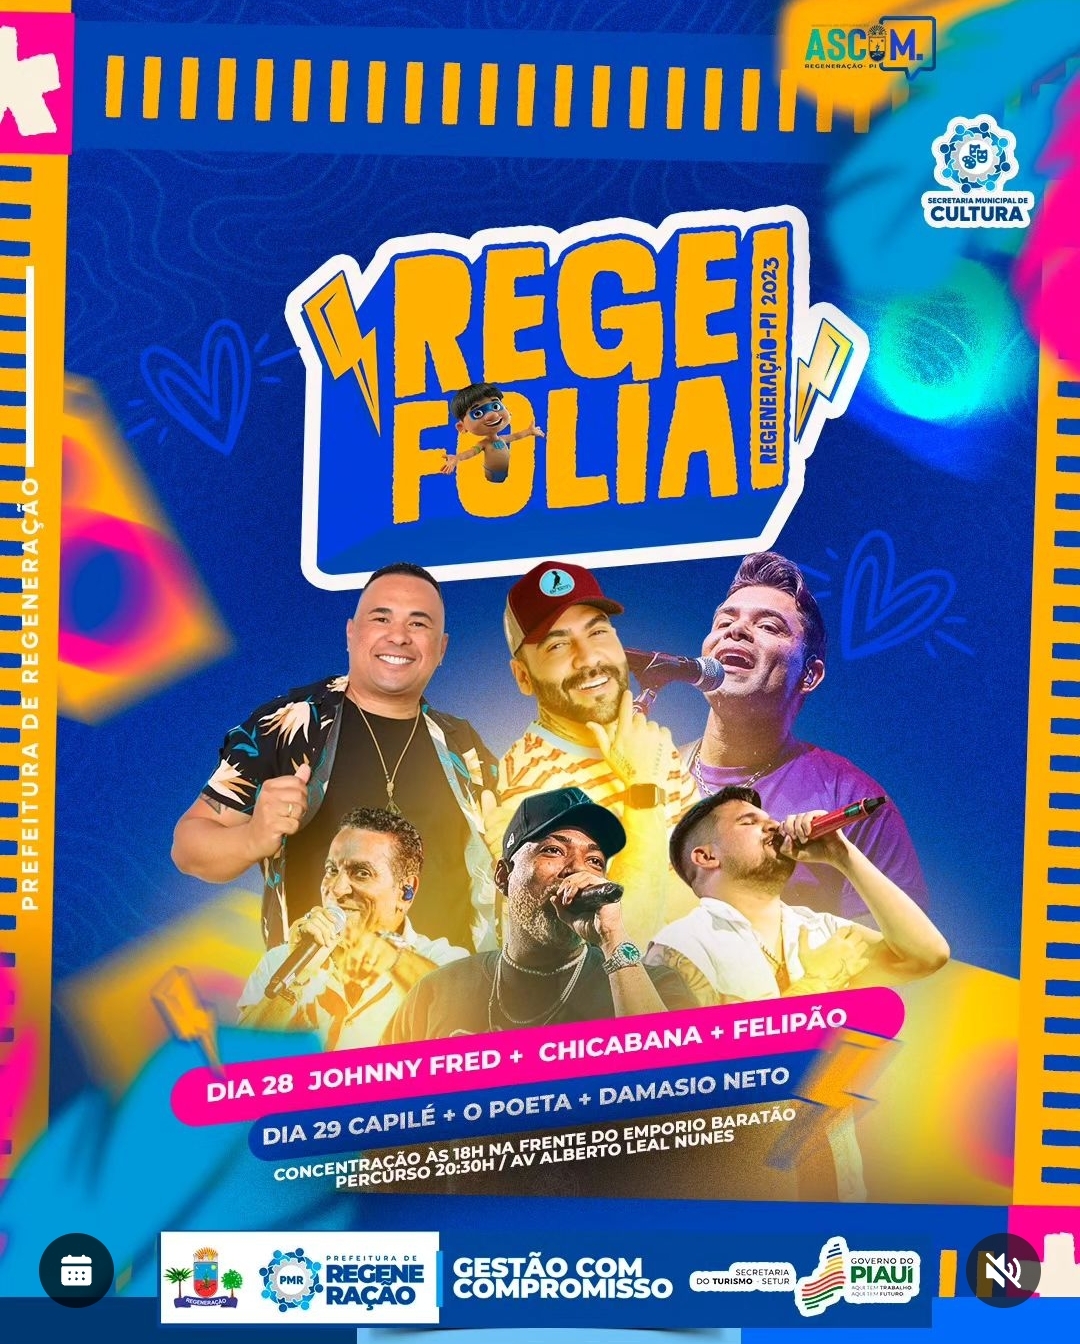 ASCOM.
REGENERAÇÃO - PI
SECRETARIA MUNICIPAL DE
CULTURA
REGE
FOLIA
REGENERAÇÃO-PI 2023
PREFEITURA DE REGENERAÇÃO
DIA 28 JOHNNY FRED + CHICABANA + FELIPÃO
DIA 29 CAPILÉ + O POETA + DAMASIO NETO
CONCENTRAÇÃO ÀS 18H NA FRENTE DO EMPORIO BARATÃO
PERCURSO 20:30H / AV ALBERTO LEAL NUNES
REGENERAÇÃO
PMR
PREFEITURA DE
REGENE
RAÇÃO
GESTÃO COM
COMPROMISSO
SECRETARIA
DO TURISMO - SETUR
GOVERNO DO
PIAUÍ
AQUI TEM TRABALHO
AQUI TEM FUTURO